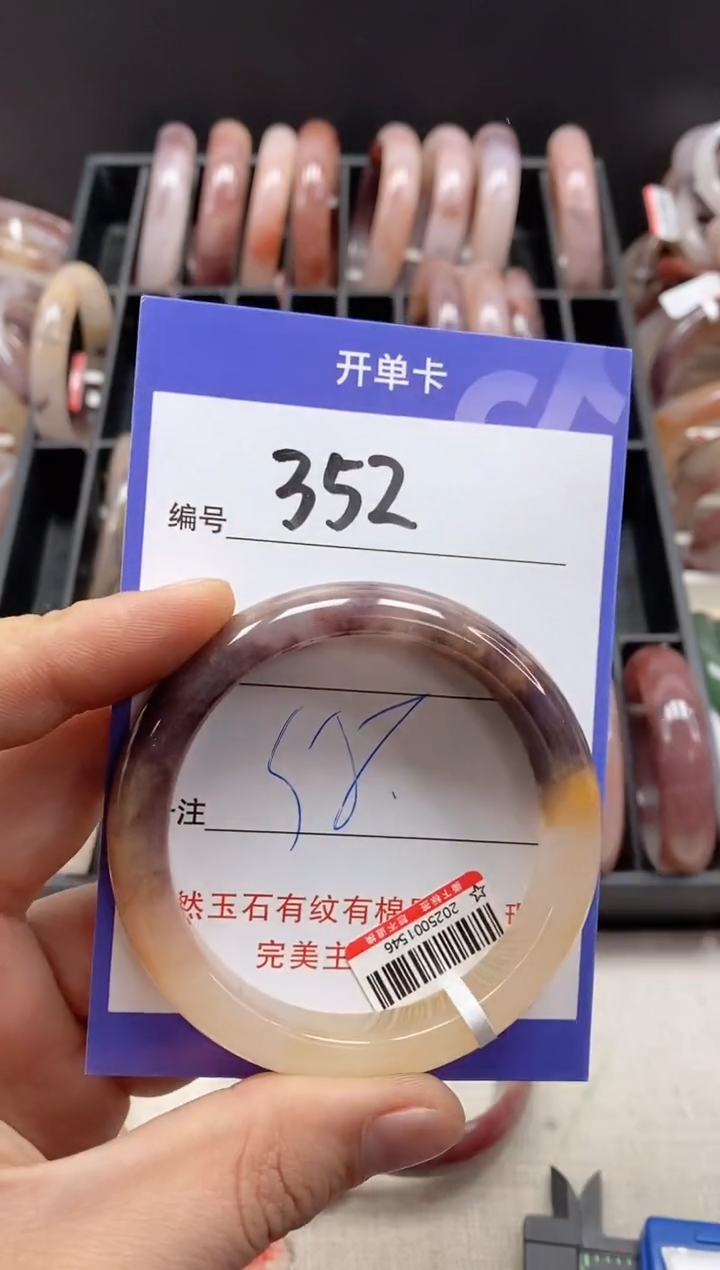 开单卡
编号 352
58.
注
然玉石有纹有棉
完美主
2025001546